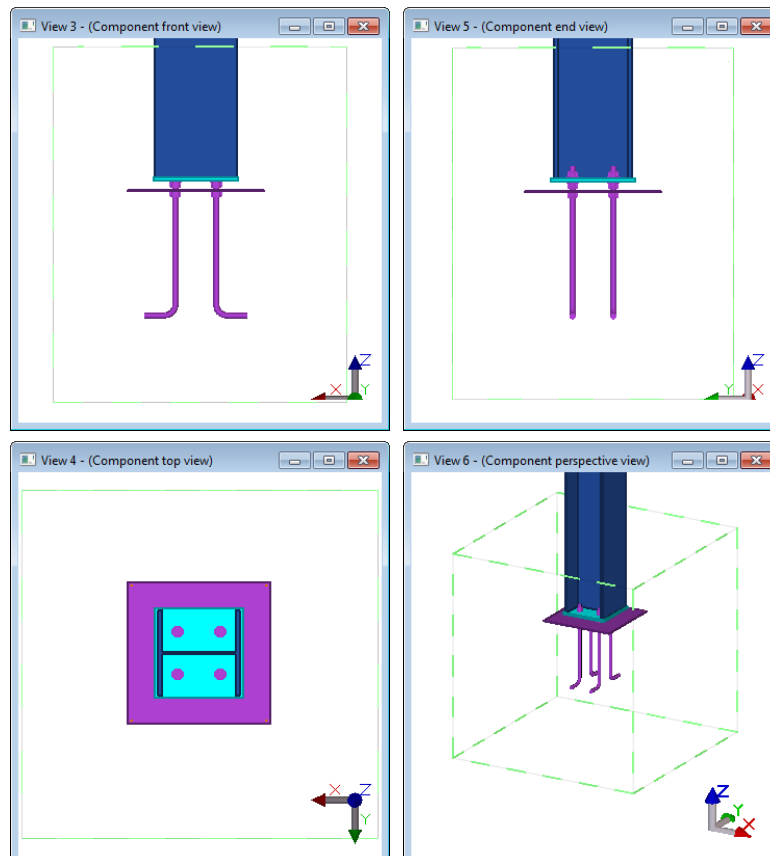 View 3 - (Component front view)
View 5 - (Component end view)
Z
X
Y
Z
Y
X
View 4 - (Component top view)
View 6 - (Component perspective view)
X
Z
Y
Z
Y
X